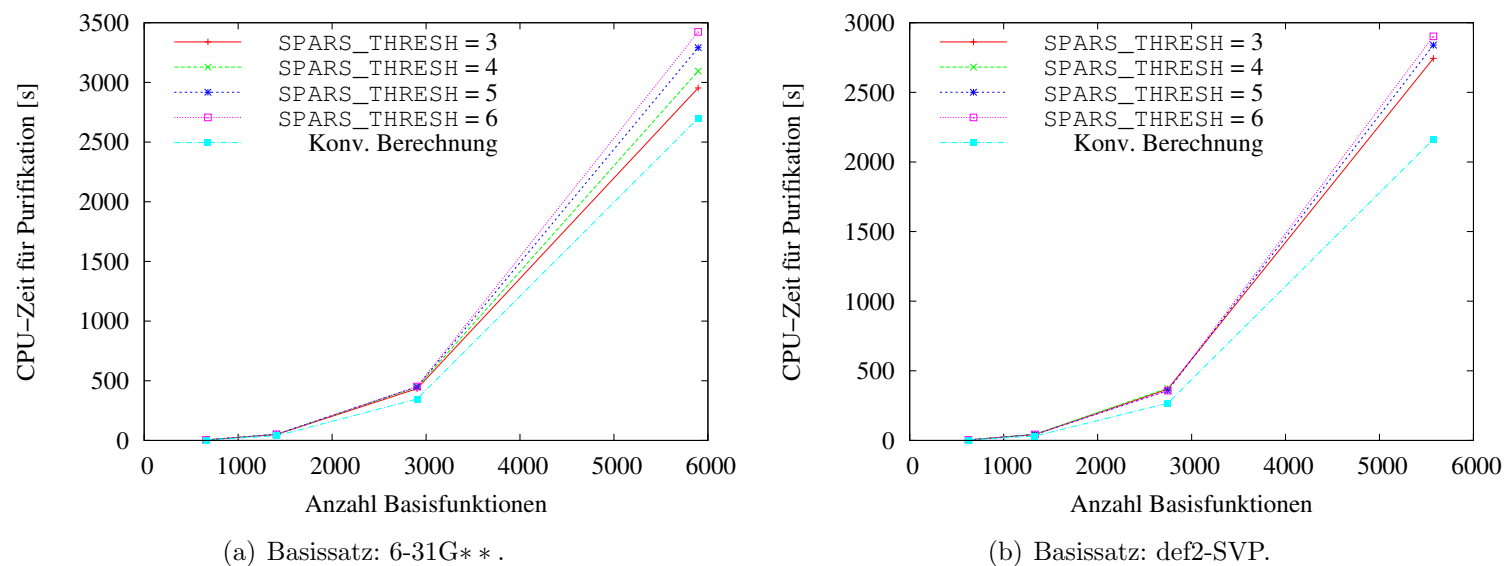 3500
3000
2500
2000
1500
1000
500
0
CPU−Zeit für Purifikation [s]
SPARS_THRESH = 3
SPARS_THRESH = 4
SPARS_THRESH = 5
SPARS_THRESH = 6
Konv. Berechnung
0 1000 2000 3000 4000 5000 6000
Anzahl Basisfunktionen
(a) Basissatz: 6-31G∗∗.
3000
2500
2000
1500
1000
500
0
CPU−Zeit für Purifikation [s]
SPARS_THRESH = 3
SPARS_THRESH = 4
SPARS_THRESH = 5
SPARS_THRESH = 6
Konv. Berechnung
0 1000 2000 3000 4000 5000 6000
Anzahl Basisfunktionen
(b) Basissatz: def2-SVP.